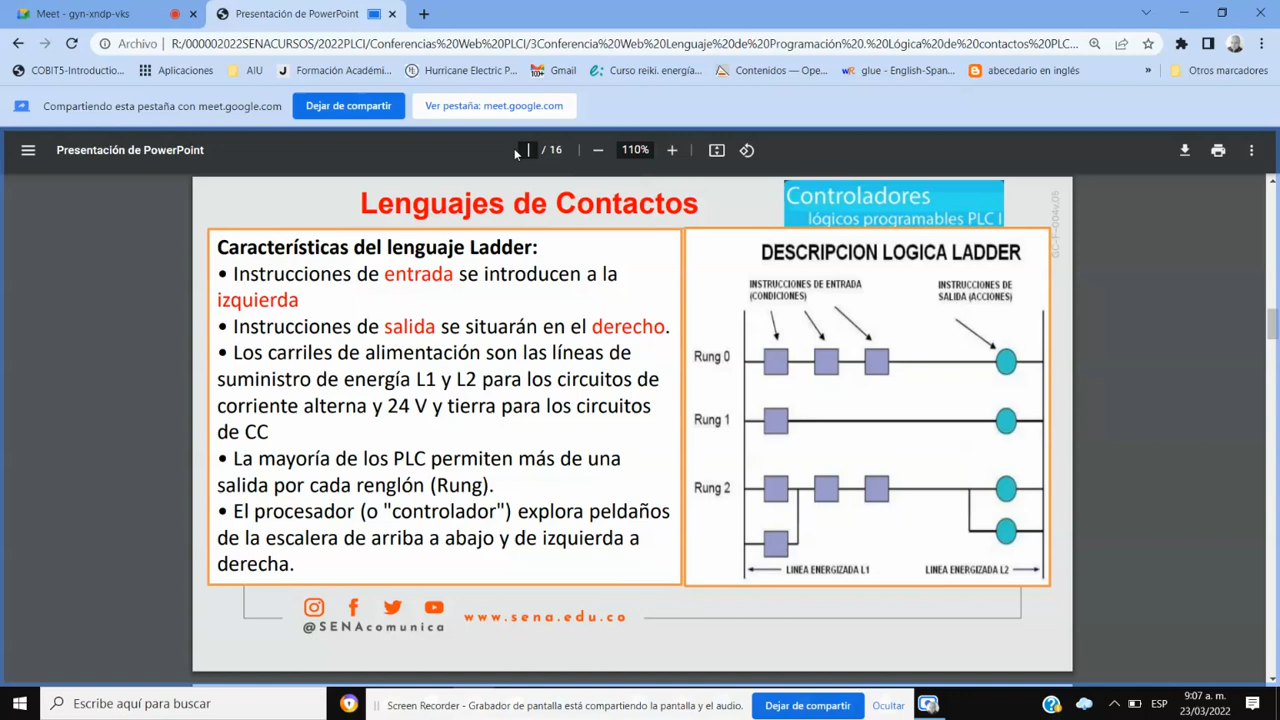 Meet - gyn-xndp-vks
Presentación de PowerPoint
Archivo
R:/000002022SENACURSOS/2022PLCI/Conferencias%20Web%20PLCI/3Conferencia%20Web%20Lenguaje%20de%20Programación%20.%20Lógica%20de%20contactos%20PLC...
COBIT5-Introductio...
Aplicaciones
AIU
Formación Académi...
Hurricane Electric P...
Gmail
Curso reiki. energía...
Contenidos — Ope...
glue - English-Span...
abecedario en inglés
»
Otros marcadores
Compartiendo esta pestaña con meet.google.com
Dejar de compartir
Ver pestaña: meet.google.com
Presentación de PowerPoint
/ 16
110%
Lenguajes de Contactos
Controladores
lógicos programables PLC I
GC-F-004v.05
Características del lenguaje Ladder:
• Instrucciones de entrada se introducen a la
izquierda
• Instrucciones de salida se situarán en el derecho.
• Los carriles de alimentación son las líneas de
suministro de energía L1 y L2 para los circuitos de
corriente alterna y 24 V y tierra para los circuitos
de CC
• La mayoría de los PLC permiten más de una
salida por cada renglón (Rung).
• El procesador (o "controlador") explora peldaños
de la escalera de arriba a abajo y de izquierda a
derecha.
DESCRIPCION LOGICA LADDER
INSTRUCCIONES DE ENTRADA
(CONDICIONES)
INSTRUCCIONES DE
SALIDA (ACCIONES)
Rung 0
Rung 1
Rung 2
LINEA ENERGIZADA L1
LINEA ENERGIZADA L2
@SENAcomunica
www.sena.edu.co
Escribe aquí para buscar
Screen Recorder - Grabador de pantalla está compartiendo la pantalla y el audio.
Dejar de compartir
Ocultar
ESP
9:07 a. m.
23/03/2022